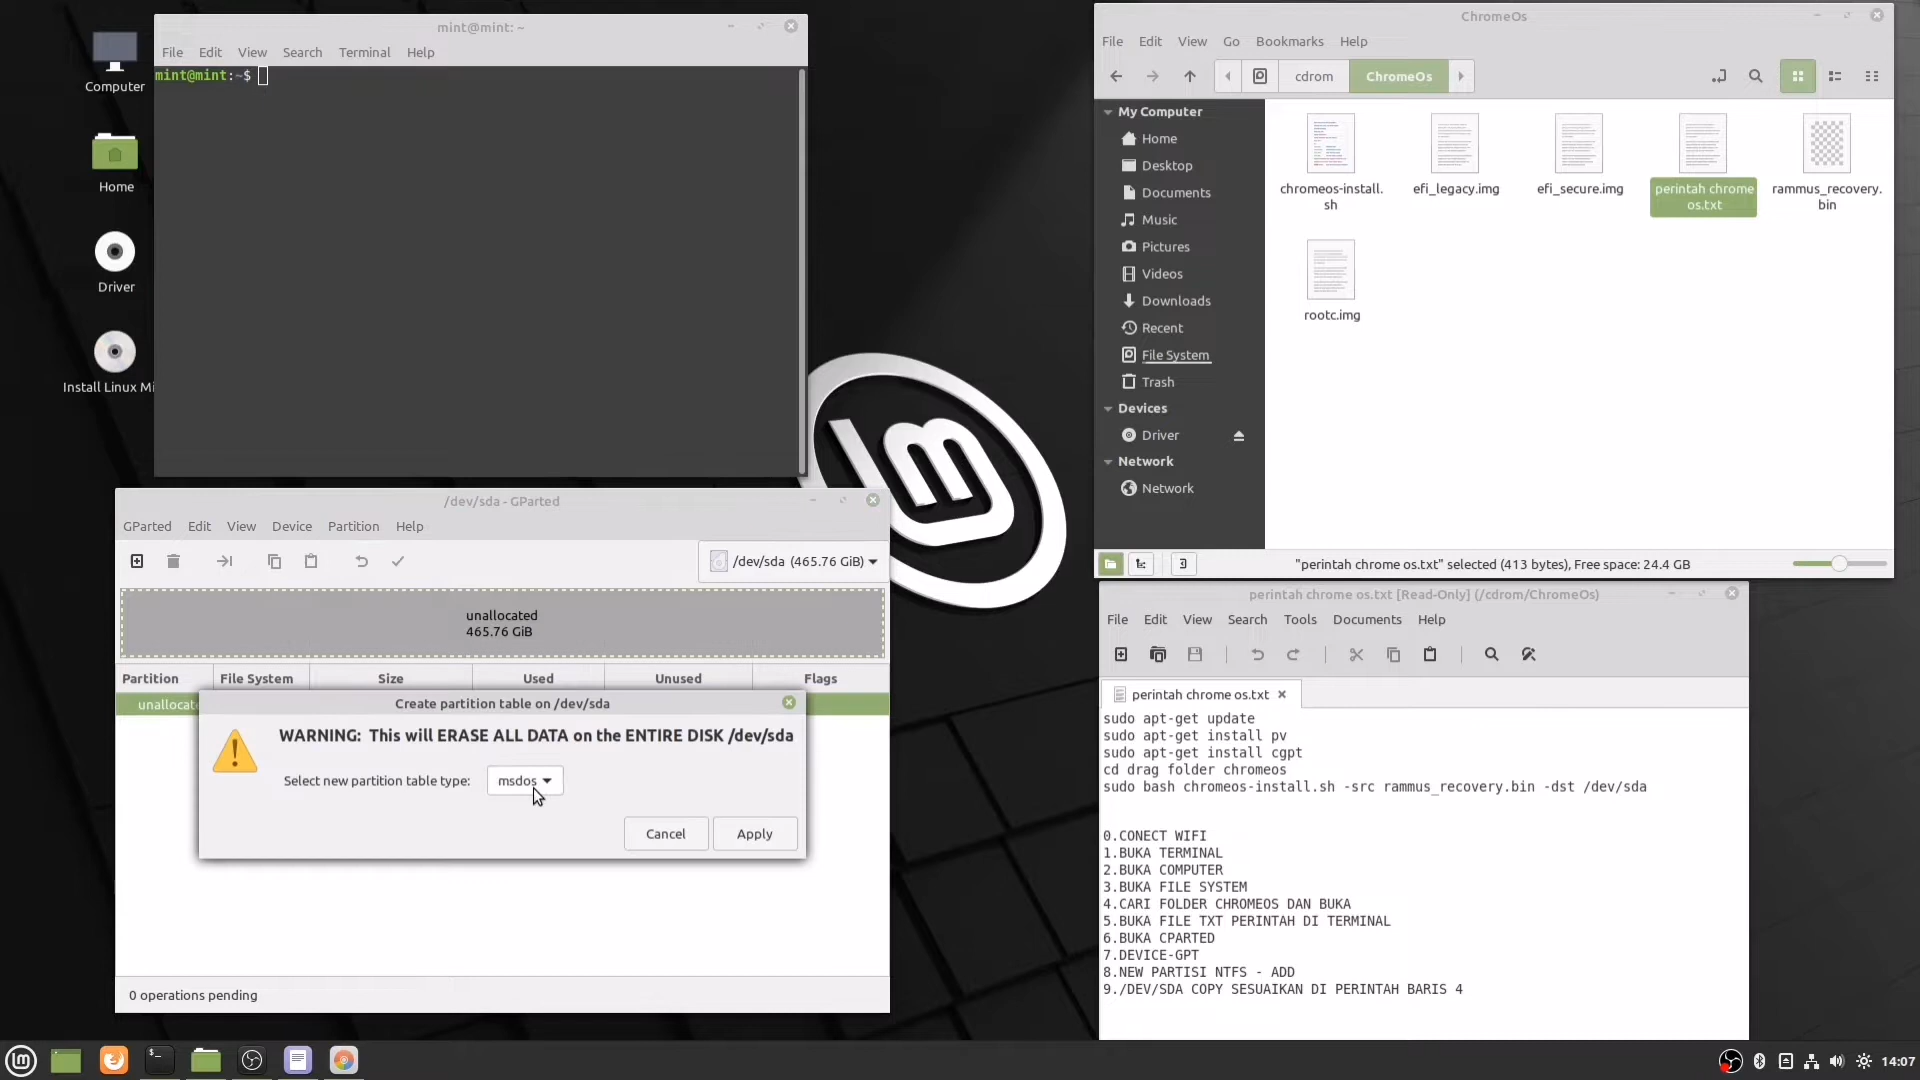 Computer
Home
Driver
Install Linux Mi
mint@mint: ~
File Edit View Search Terminal Help
mint@mint:~$
ChromeOs
File Edit View Go Bookmarks Help
cdrom ChromeOs
My Computer
Home
Desktop
Documents
Music
Pictures
Videos
Downloads
Recent
File System
Trash
Devices
Driver
Network
Network
chromeos-install.
sh
efi_legacy.img
efi_secure.img
perintah chrome
os.txt
rammus_recovery.
bin
rootc.img
"perintah chrome os.txt" selected (413 bytes), Free space: 24.4 GB
/dev/sda - GParted
GParted Edit View Device Partition Help
/dev/sda (465.76 GiB)
unallocated
465.76 GiB
Partition File System Size Used Unused Flags
unallocate
Create partition table on /dev/sda
WARNING: This will ERASE ALL DATA on the ENTIRE DISK /dev/sda
Select new partition table type: msdos
Cancel Apply
0 operations pending
perintah chrome os.txt [Read-Only] (/cdrom/ChromeOs)
File Edit View Search Tools Documents Help
perintah chrome os.txt
sudo apt-get update
sudo apt-get install pv
sudo apt-get install cgpt
cd drag folder chromeos
sudo bash chromeos-install.sh -src rammus_recovery.bin -dst /dev/sda
0.CONECT WIFI
1.BUKA TERMINAL
2.BUKA COMPUTER
3.BUKA FILE SYSTEM
4.CARI FOLDER CHROMEOS DAN BUKA
5.BUKA FILE TXT PERINTAH DI TERMINAL
6.BUKA CPARTED
7.DEVICE-GPT
8.NEW PARTISI NTFS - ADD
9./DEV/SDA COPY SESUAIKAN DI PERINTAH BARIS 4
14:07